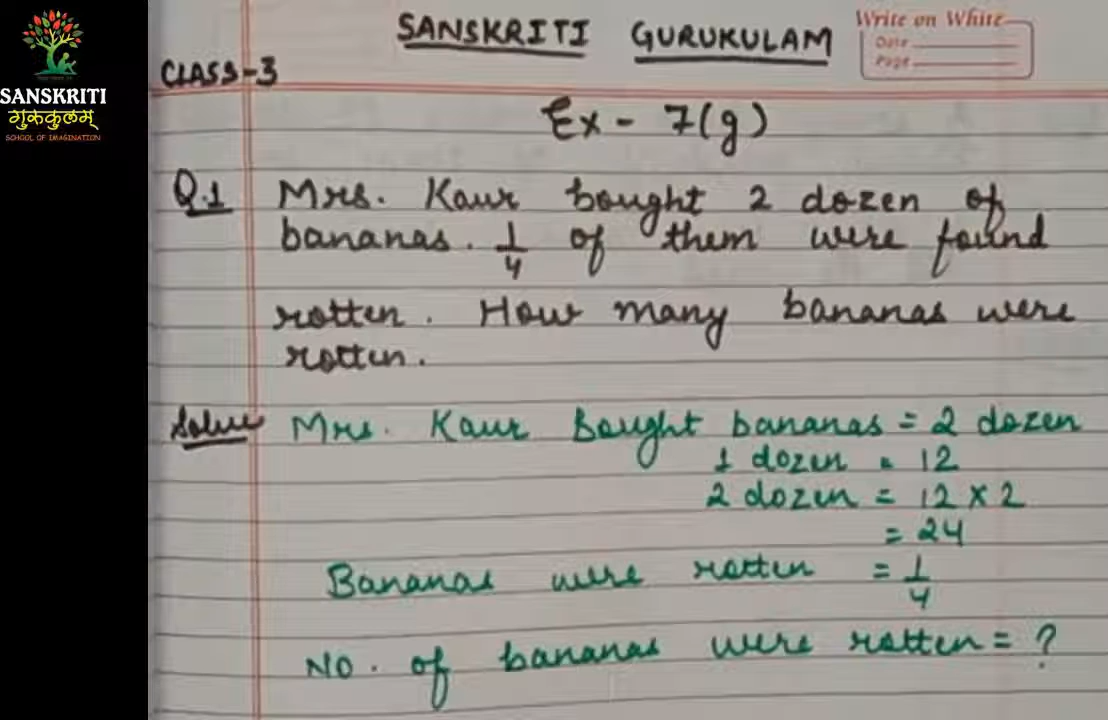 SANSKRITI
गुरुकुलम्
SCHOOL OF IMAGINATION
SANSKRITI GURUKULAM
Write on White
Date
Page
CLASS-3
Ex - 7(g)
Q.1 Mrs. Kaur bought 2 dozen of
bananas. 1/4 of them were found
rotten. How many bananas were
rotten.
Solve Mrs. Kaur Bought bananas = 2 dozen
1 dozen = 12
2 dozen = 12 × 2
= 24
Bananas were rotten = 1/4
NO. of bananas were rotten = ?